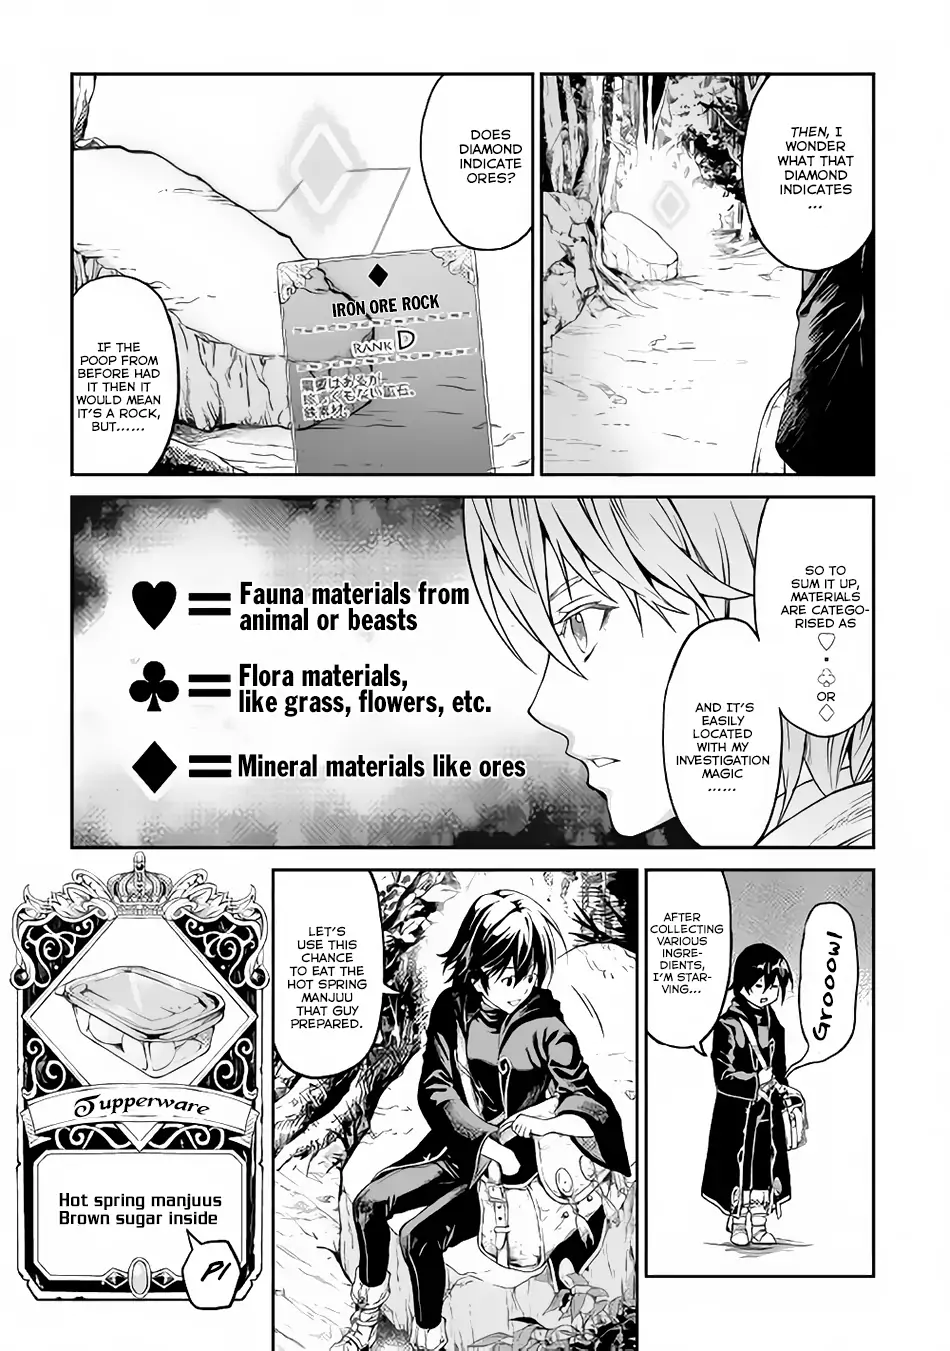 THEN, I
WONDER
WHAT THAT
DIAMOND
INDICATES
...
DOES
DIAMOND
INDICATE
ORES?
IRON ORE ROCK
RANK D
IF THE
POOP FROM
BEFORE HAD
IT THEN IT
WOULD MEAN
IT'S A ROCK,
BUT......
SO TO
SUM IT UP,
MATERIALS
ARE CATEGO-
RISED AS
♡
・
♧
OR
♢
AND IT'S
EASILY
LOCATED
WITH MY
INVESTIGATION
MAGIC
......
♥ = Fauna materials from
animal or beasts
♣ = Flora materials,
like grass, flowers, etc.
♦ = Mineral materials like ores
AFTER
COLLECTING
VARIOUS
INGRE-
DIENTS,
I'M STAR-
VING...
Groooowl
LET'S
USE THIS
CHANCE
TO EAT THE
HOT SPRING
MANJUU
THAT GUY
PREPARED.
Tupperware
Hot spring manjuus
Brown sugar inside
PI